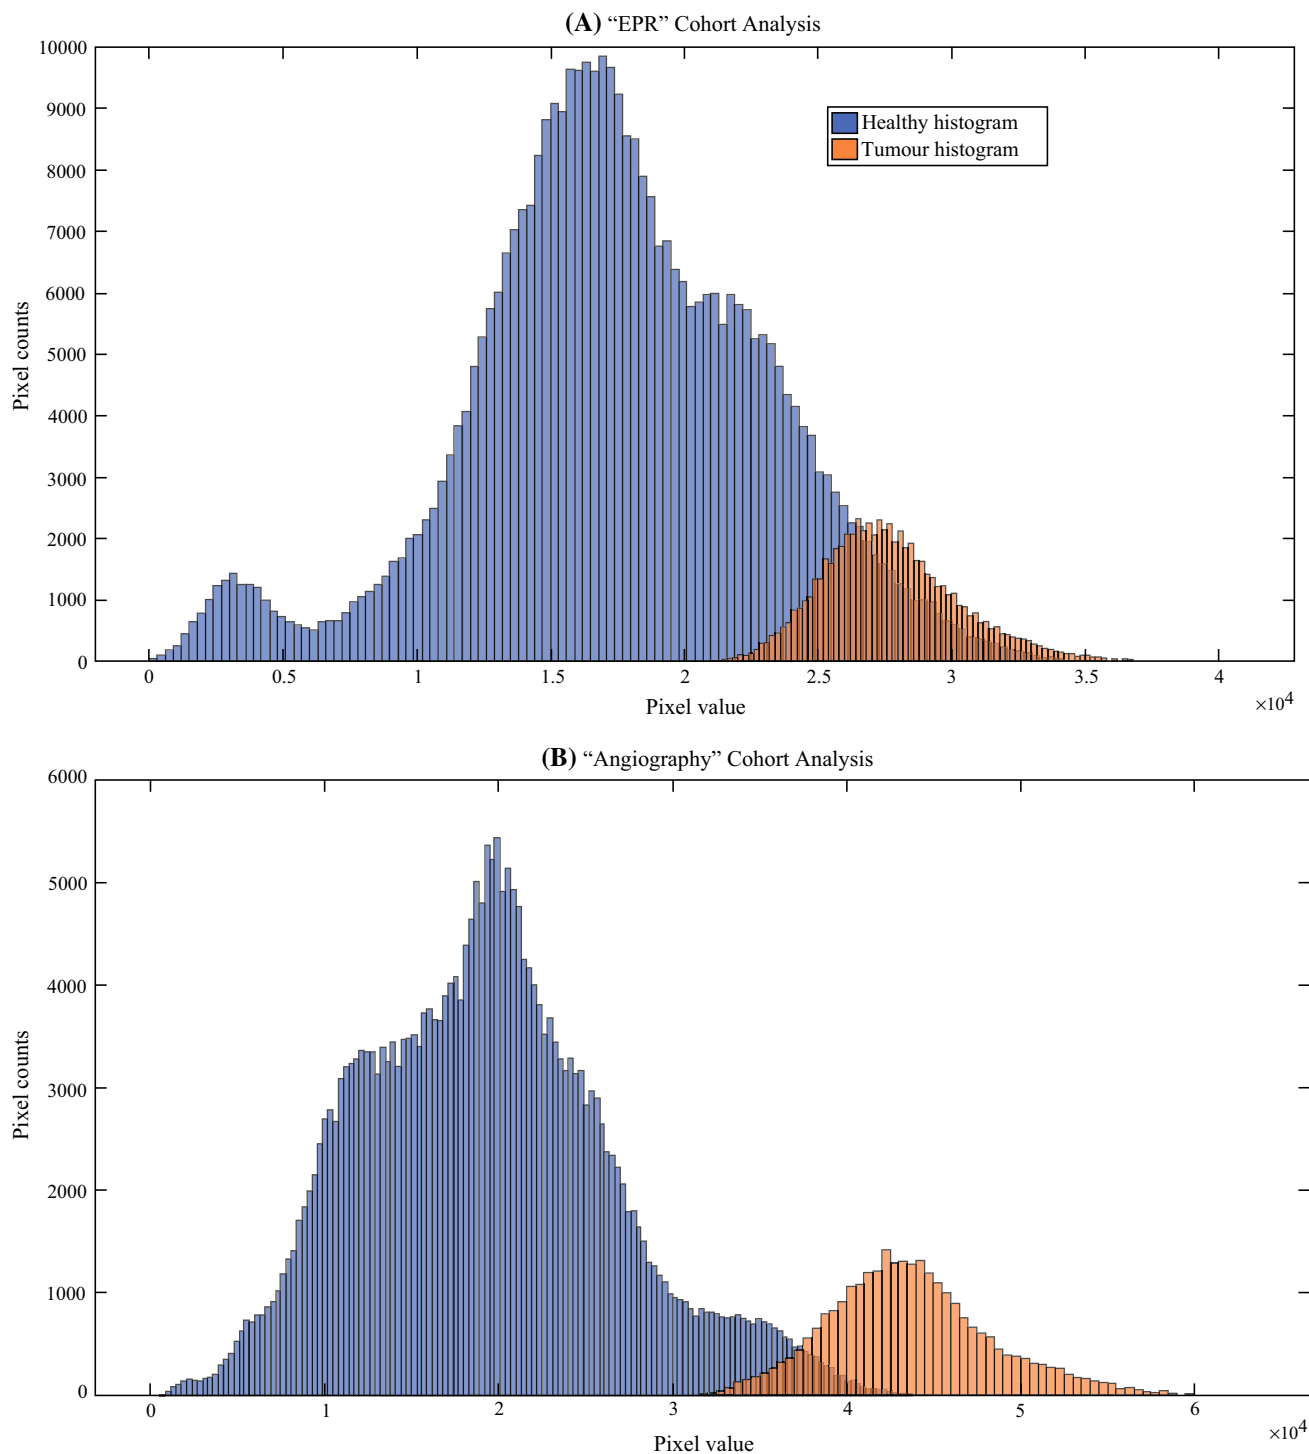 (A) “EPR” Cohort Analysis
10000
9000
8000
7000
6000
5000
4000
3000
2000
1000
0
Pixel counts
Healthy histogram
Tumour histogram
0 0.5 1 1.5 2 2.5 3 3.5 4
×10⁴
Pixel value
(B) “Angiography” Cohort Analysis
6000
5000
4000
3000
2000
1000
0
Pixel counts
0 1 2 3 4 5 6
×10⁴
Pixel value